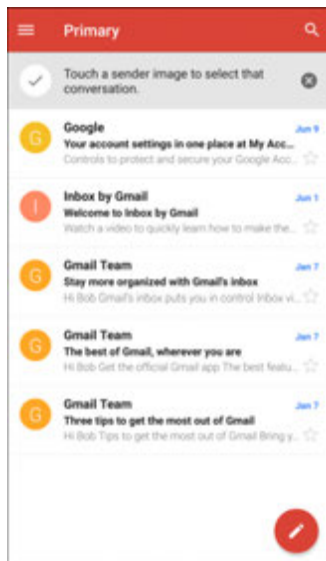 Primary
Touch a sender image to select that
conversation.
G
Google
Jun 9
Your account settings in one place at My Acc...
Controls to protect and secure your Google Acc...
I
Inbox by Gmail
Jun 1
Welcome to Inbox by Gmail
Watch a video to quickly learn how to make the...
G
Gmail Team
Jan 7
Stay more organized with Gmail's inbox
Hi Bob Gmail's inbox puts you in control Inbox vi...
G
Gmail Team
Jan 7
The best of Gmail, wherever you are
Hi Bob Get the official Gmail app The best featu...
G
Gmail Team
Jan 7
Three tips to get the most out of Gmail
Hi Bob Tips to get the most out of Gmail Bring y...